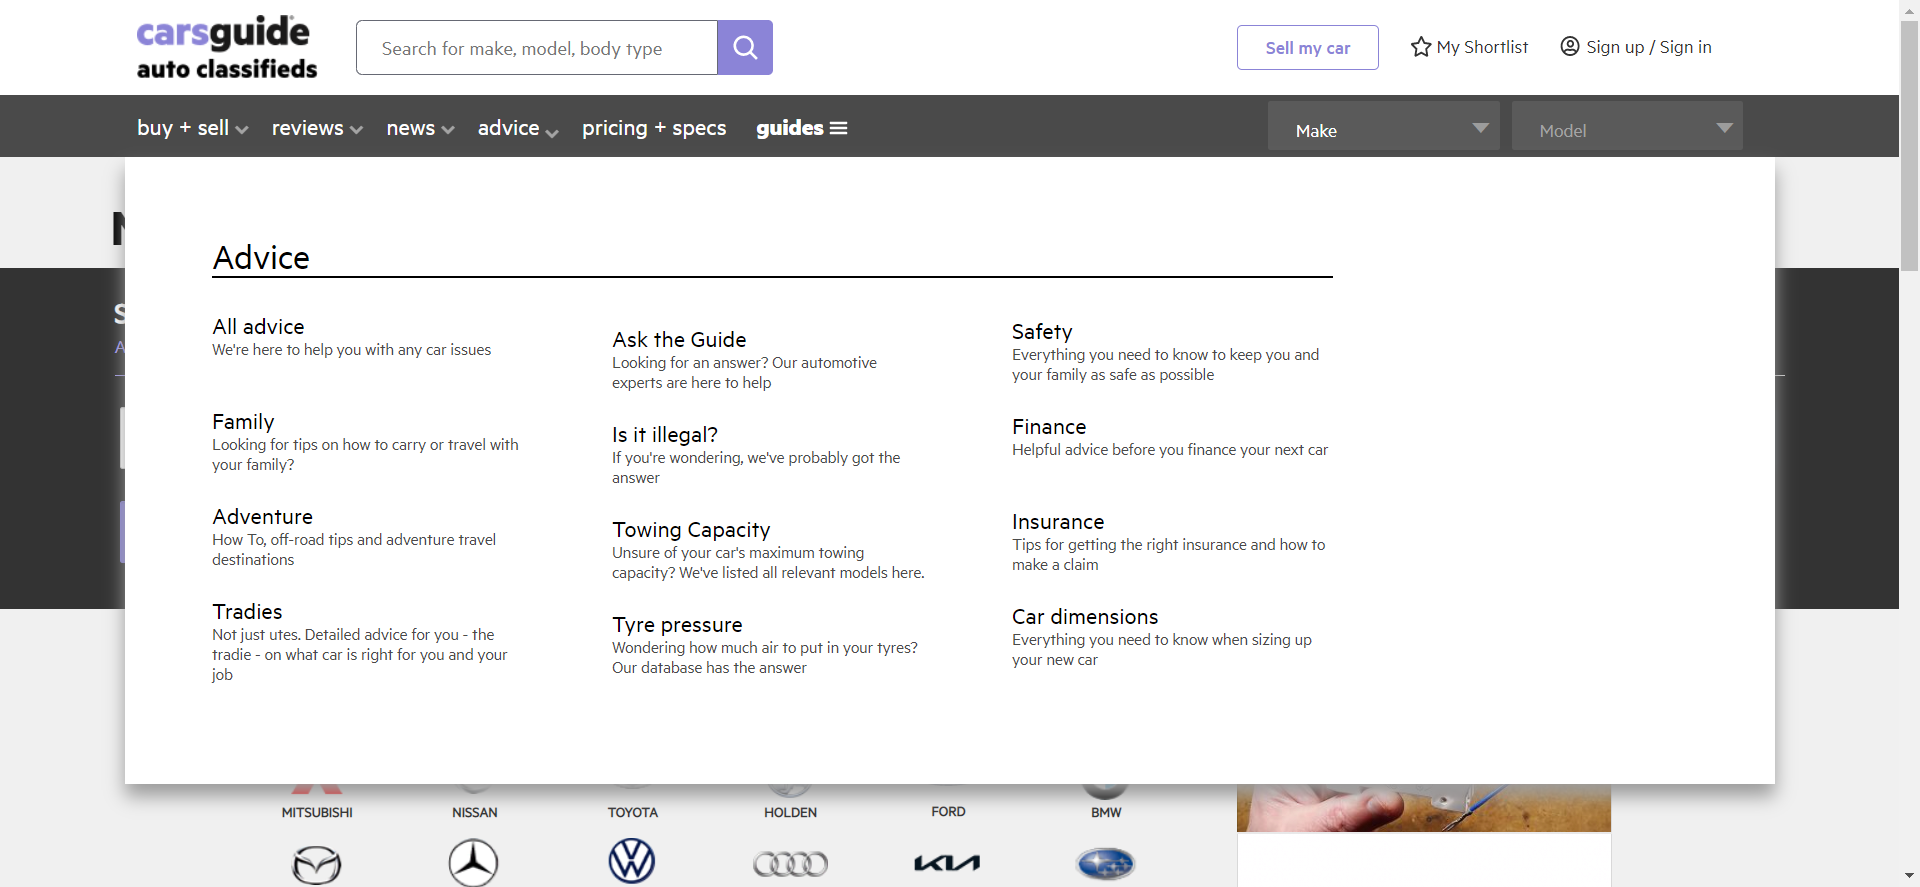 carsguide
auto classifieds
Search for make, model, body type
Sell my car
My Shortlist
Sign up / Sign in
buy + sell
reviews
news
advice
pricing + specs
guides
Make
Model
Advice
All advice
We're here to help you with any car issues
Family
Looking for tips on how to carry or travel with
your family?
Adventure
How To, off-road tips and adventure travel
destinations
Tradies
Not just utes. Detailed advice for you - the
tradie - on what car is right for you and your
job
Ask the Guide
Looking for an answer? Our automotive
experts are here to help
Is it illegal?
If you're wondering, we've probably got the
answer
Towing Capacity
Unsure of your car's maximum towing
capacity? We've listed all relevant models here.
Tyre pressure
Wondering how much air to put in your tyres?
Our database has the answer
Safety
Everything you need to know to keep you and
your family as safe as possible
Finance
Helpful advice before you finance your next car
Insurance
Tips for getting the right insurance and how to
make a claim
Car dimensions
Everything you need to know when sizing up
your new car
MITSUBISHI
NISSAN
TOYOTA
HOLDEN
FORD
BMW
KIA